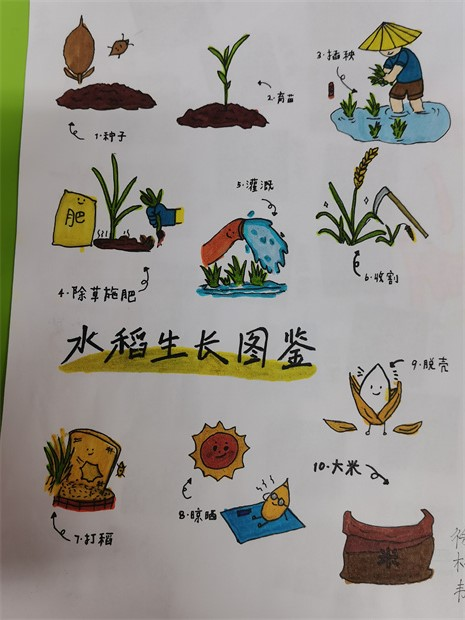 1·种子
2·育苗
3·插秧
肥
4·除草施肥
5·灌溉
6·收割
水稻生长图鉴
7·打稻
8·晾晒
9·脱壳
10·大米
米